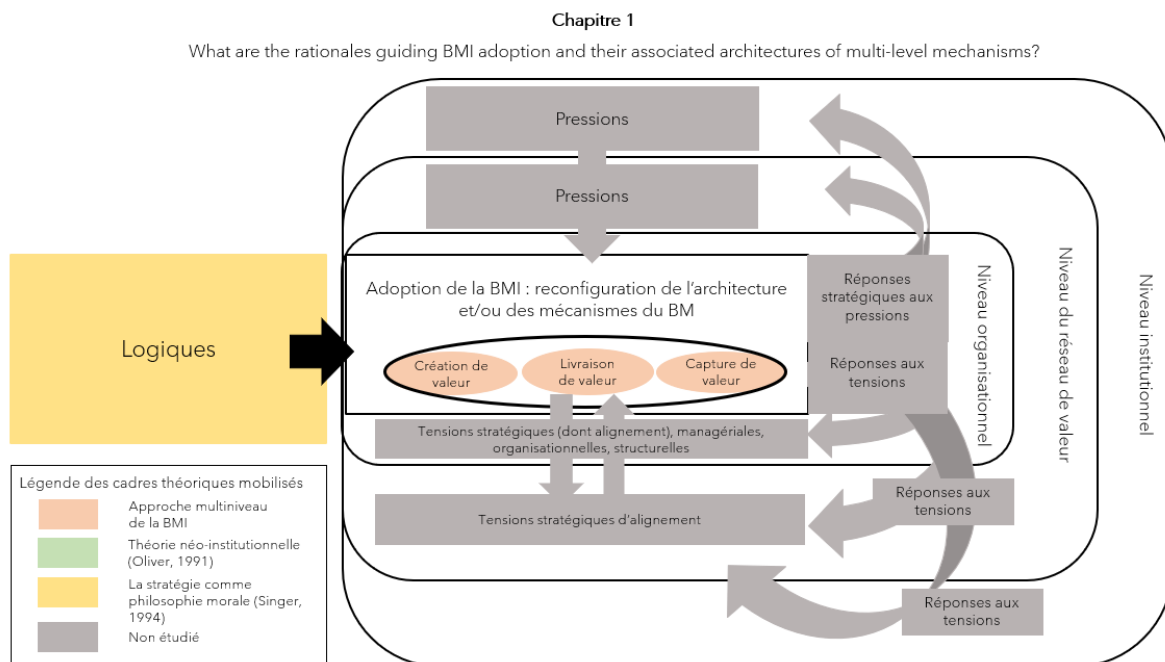 Chapitre 1
What are the rationales guiding BMI adoption and their associated architectures of multi-level mechanisms?
Pressions
Pressions
Logiques
Adoption de la BMI : reconfiguration de l'architecture
et/ou des mécanismes du BM
Création de
valeur
Livraison
de valeur
Capture de
valeur
Réponses
stratégiques aux
pressions
Réponses aux
tensions
Niveau organisationnel
Niveau du réseau de valeur
Niveau institutionnel
Tensions stratégiques (dont alignement), managériales,
organisationnelles, structurelles
Tensions stratégiques d'alignement
Réponses aux
tensions
Réponses aux
tensions
Légende des cadres théoriques mobilisés
Approche multiniveau
de la BMI
Théorie néo-institutionnelle
(Oliver, 1991)
La stratégie comme
philosophie morale (Singer,
1994)
Non étudié